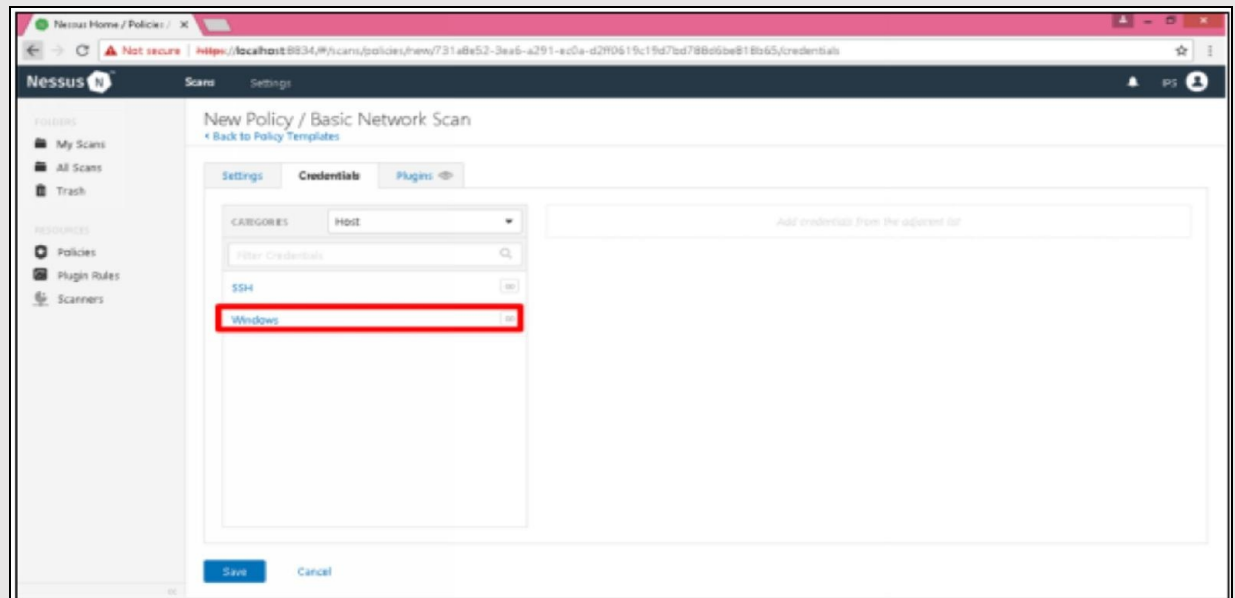 Nessus Home / Policies /
Not secure https://localhost:8834/#/scans/policies/new/731a8e52-3ea6-a291-ec0a-d2ff0619c19d7bd788d6be818b65/credentials
Nessus N Scans Settings PS
FOLDERS
My Scans
All Scans
Trash
RESOURCES
Policies
Plugin Rules
Scanners
New Policy / Basic Network Scan
Back to Policy Templates
Settings Credentials Plugins
CATEGORIES Host
Filter Credentials
SSH
Windows
Add credentials from the adjacent list
Save Cancel